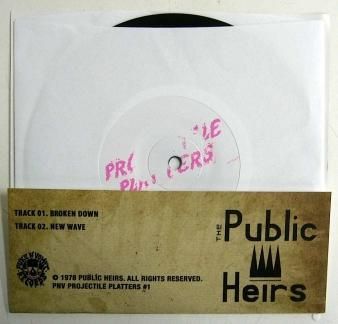 PROJECTILE
PLATTERS
TRACK 01. BROKEN DOWN
TRACK 02. NEW WAVE
© 1978 PUBLIC HEIRS. ALL RIGHTS RESERVED.
PNV PROJECTILE PLATTERS #1
THE
Public
Heirs